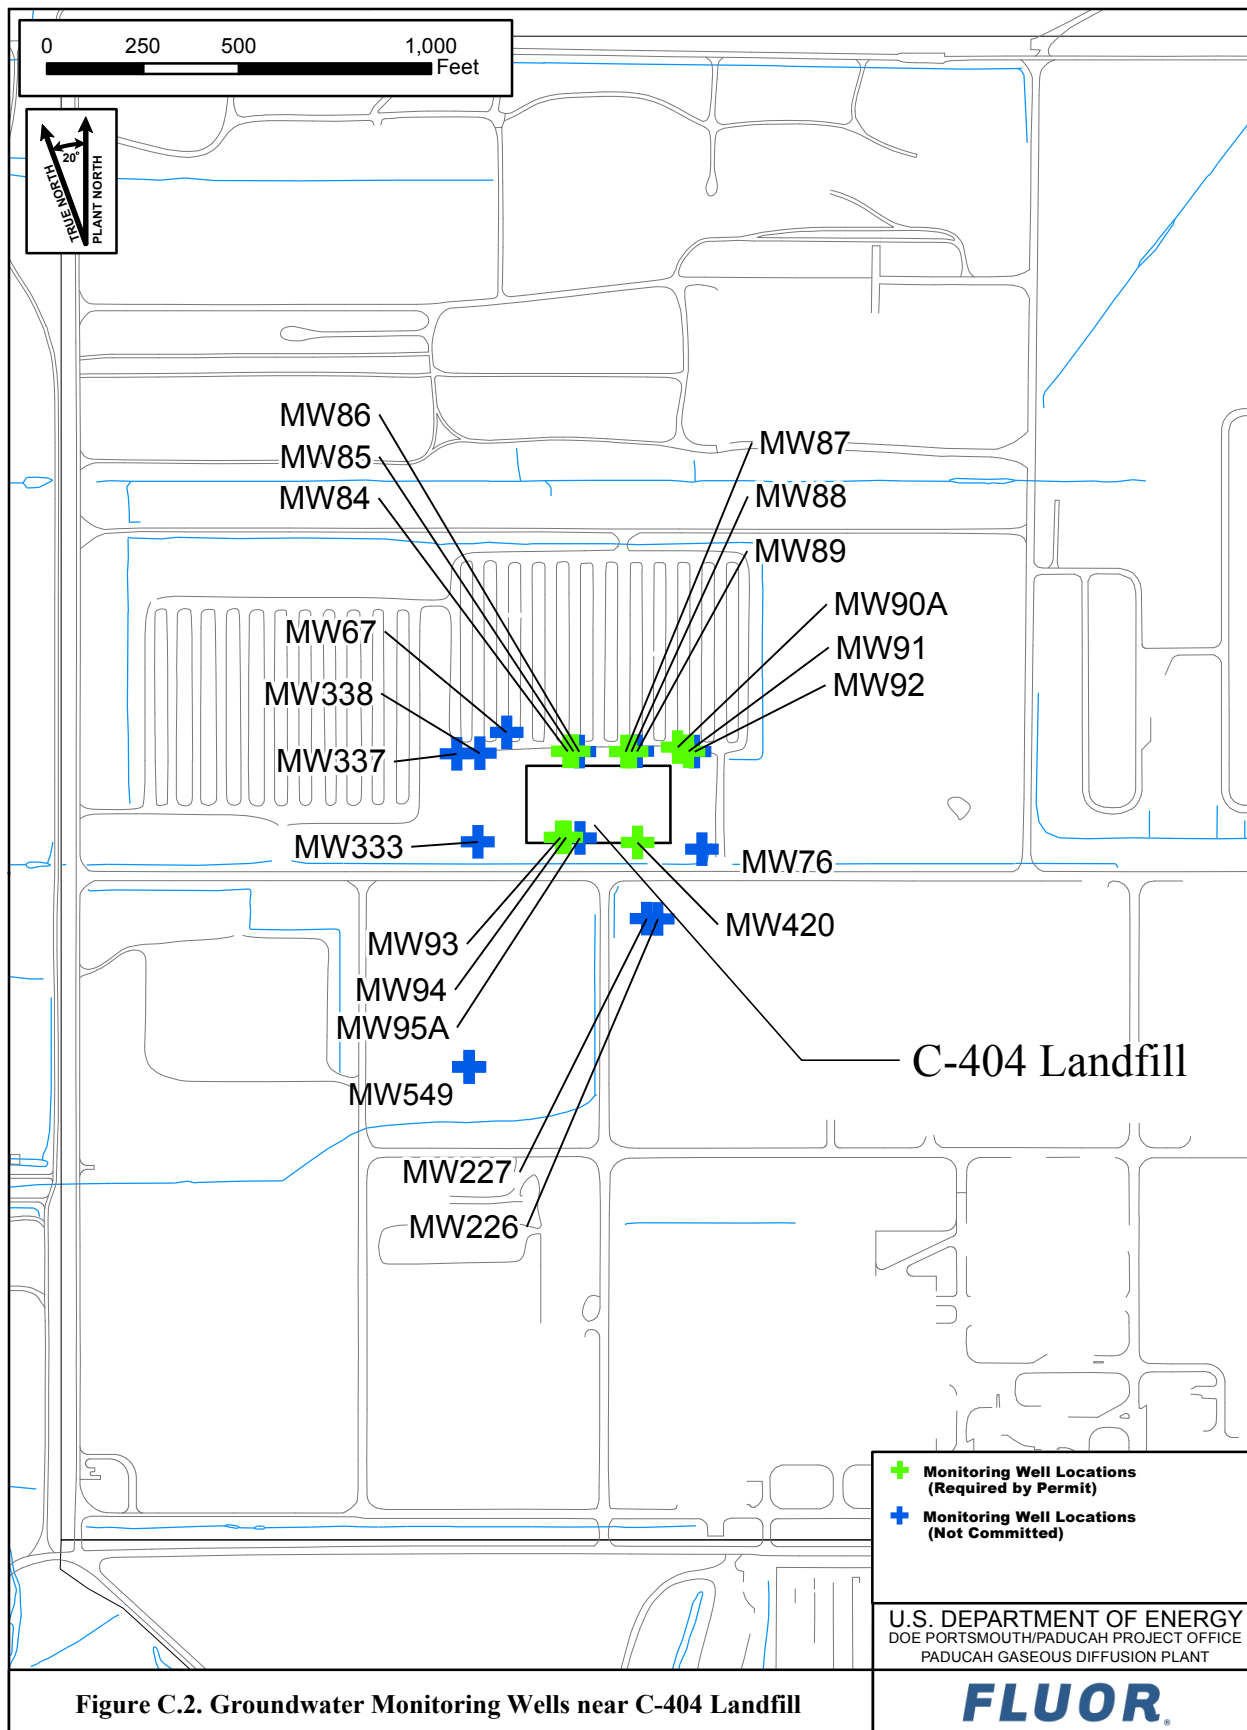 0 250 500 1,000
Feet
20°
TRUE NORTH
PLANT NORTH
MW86
MW85
MW84
MW87
MW88
MW89
MW90A
MW91
MW92
MW67
MW338
MW337
MW333
MW76
MW420
MW93
MW94
MW95A
C-404 Landfill
MW549
MW227
MW226
Monitoring Well Locations
(Required by Permit)
Monitoring Well Locations
(Not Committed)
U.S. DEPARTMENT OF ENERGY
DOE PORTSMOUTH/PADUCAH PROJECT OFFICE
PADUCAH GASEOUS DIFFUSION PLANT
Figure C.2. Groundwater Monitoring Wells near C-404 Landfill
FLUOR®